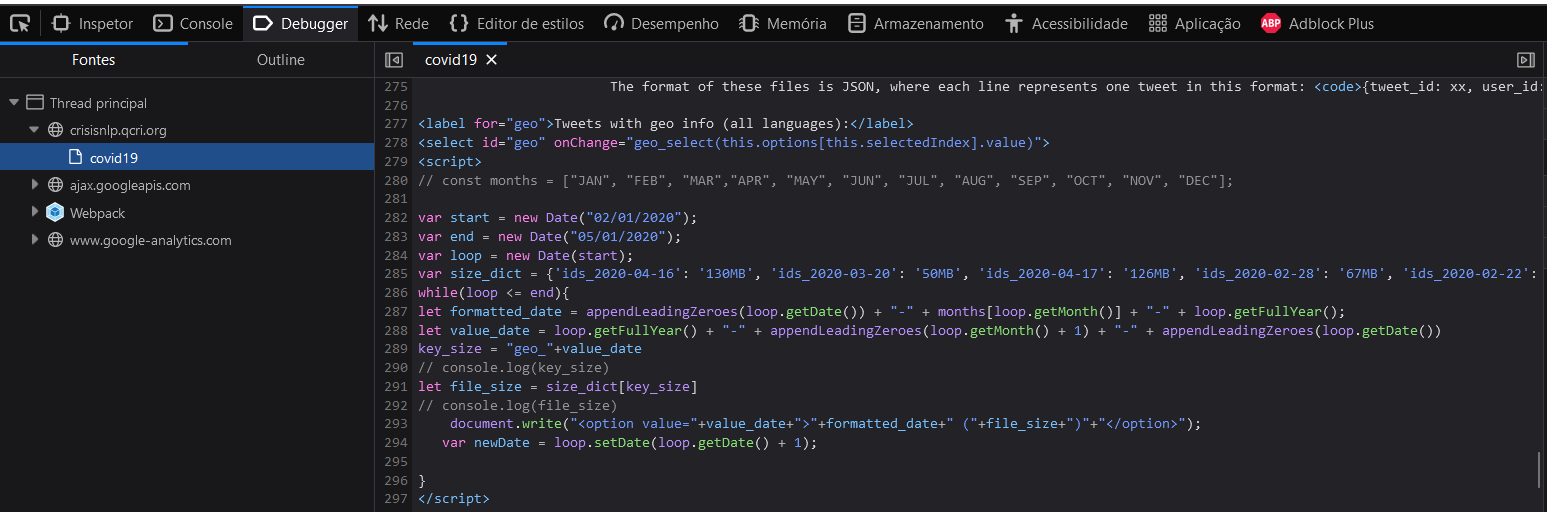 Inspetor Console Debugger Rede {} Editor de estilos Desempenho Memória Armazenamento Acessibilidade Aplicação ABP Adblock Plus
Fontes Outline covid19
Thread principal
crisisnlp.qcri.org
covid19
ajax.googleapis.com
Webpack
www.google-analytics.com
275 The format of these files is JSON, where each line represents one tweet in this format: <code>{tweet_id: xx, user_id:
276
277 <label for="geo">Tweets with geo info (all languages):</label>
278 <select id="geo" onChange="geo_select(this.options[this.selectedIndex].value)">
279 <script>
280 // const months = ["JAN", "FEB", "MAR","APR", "MAY", "JUN", "JUL", "AUG", "SEP", "OCT", "NOV", "DEC"];
281
282 var start = new Date("02/01/2020");
283 var end = new Date("05/01/2020");
284 var loop = new Date(start);
285 var size_dict = {'ids_2020-04-16': '130MB', 'ids_2020-03-20': '50MB', 'ids_2020-04-17': '126MB', 'ids_2020-02-28': '67MB', 'ids_2020-02-22':
286 while(loop <= end){
287 let formatted_date = appendLeadingZeroes(loop.getDate()) + "-" + months[loop.getMonth()] + "-" + loop.getFullYear();
288 let value_date = loop.getFullYear() + "-" + appendLeadingZeroes(loop.getMonth() + 1) + "-" + appendLeadingZeroes(loop.getDate())
289 key_size = "geo_"+value_date
290 // console.log(key_size)
291 let file_size = size_dict[key_size]
292 // console.log(file_size)
293 document.write("<option value="+value_date+">"+formatted_date+" ("+file_size+")"+"</option>");
294 var newDate = loop.setDate(loop.getDate() + 1);
295
296 }
297 </script>